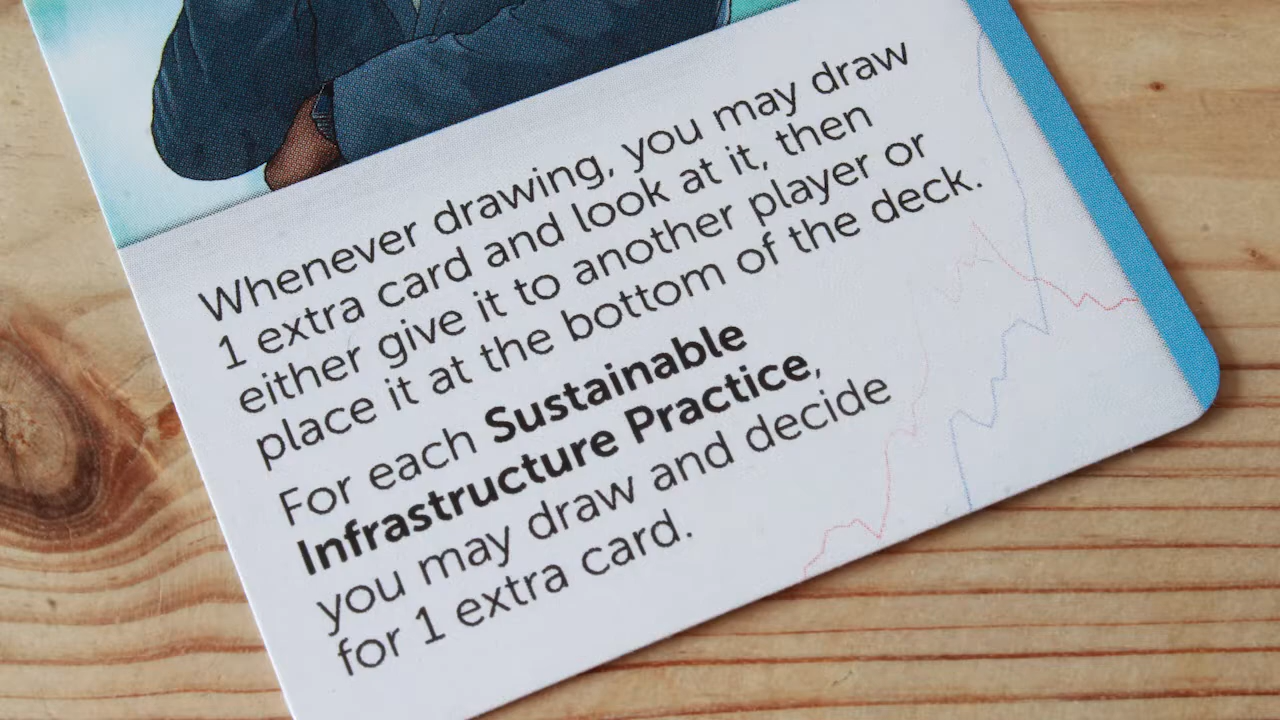 Whenever drawing, you may draw
1 extra card and look at it, then
either give it to another player or
place it at the bottom of the deck.
For each Sustainable
Infrastructure Practice,
you may draw and decide
for 1 extra card.